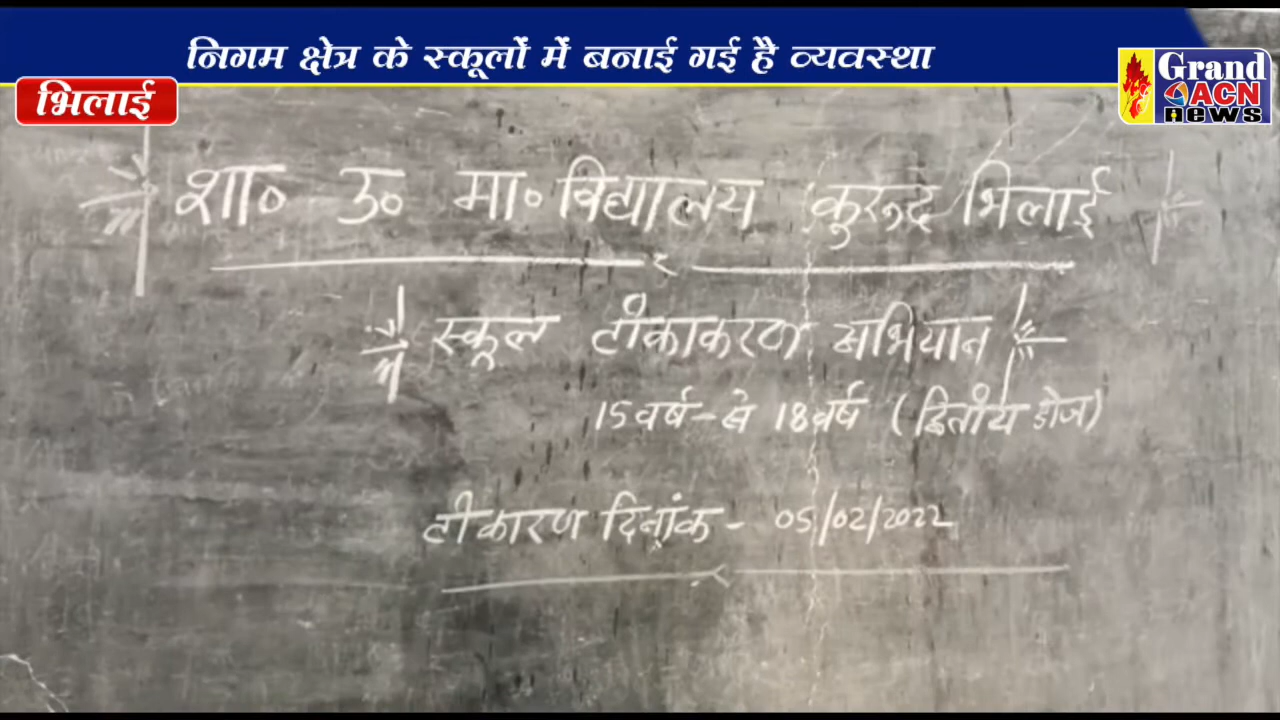 निगम क्षेत्र के स्कूलों में बनाई गई है व्यवस्था
भिलाई
Grand
ACN
news
शा० उ० मा० विद्यालय कुरूद भिलाई
स्कूल टीकाकरण अभियान
15 वर्ष - से 18 वर्ष (द्वितीय डोज)
टीकारण दिनांक - 05/02/2022